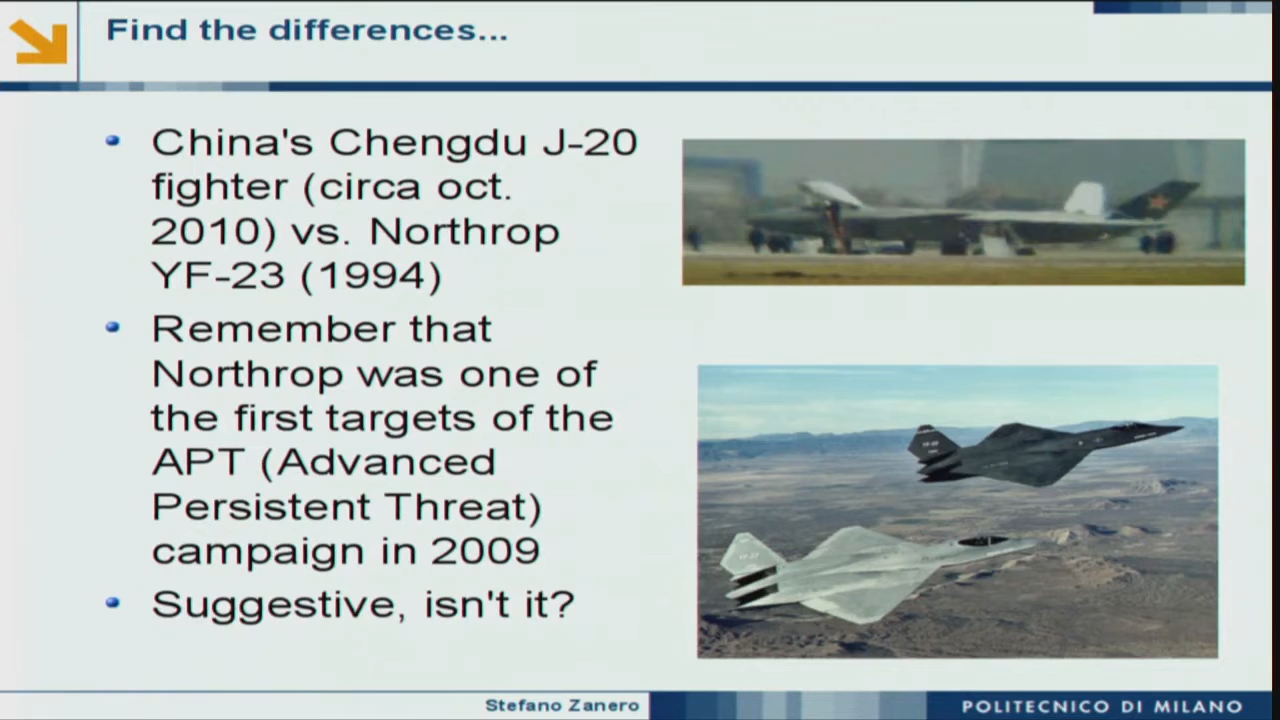 Find the differences...
China's Chengdu J-20
fighter (circa oct.
2010) vs. Northrop
YF-23 (1994)
Remember that
Northrop was one of
the first targets of the
APT (Advanced
Persistent Threat)
campaign in 2009
Suggestive, isn't it?
Stefano Zanero
POLITECNICO DI MILANO